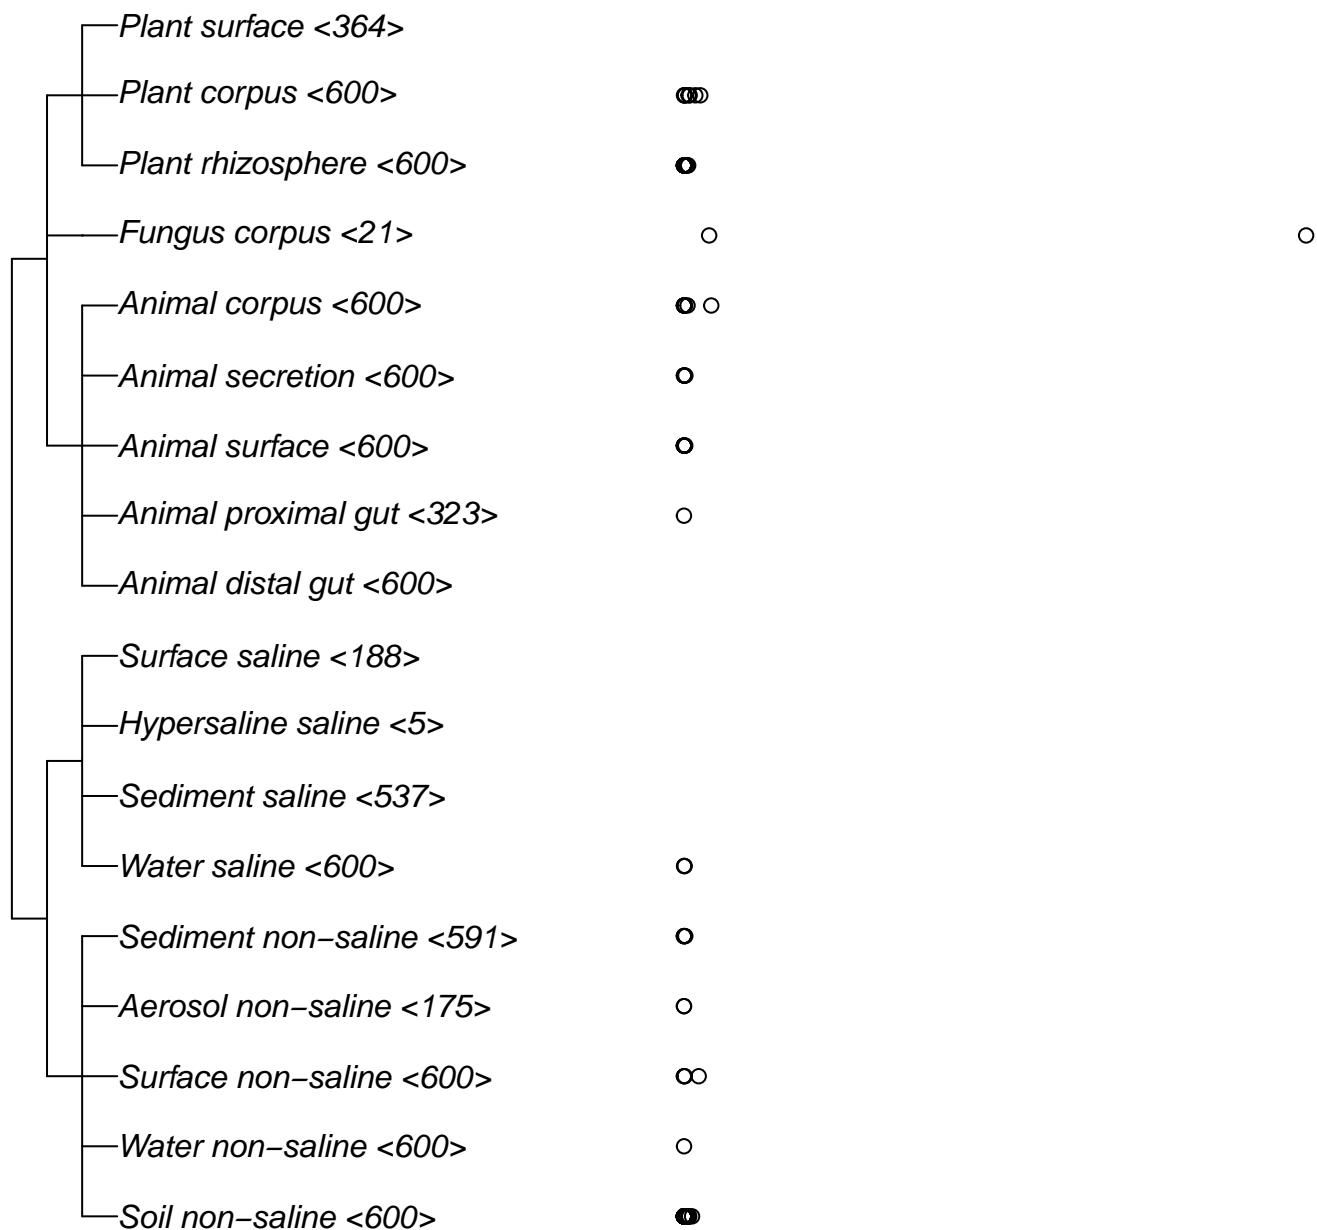 Plant surface <364>
Plant corpus <600>
Plant rhizosphere <600>
Fungus corpus <21>
Animal corpus <600>
Animal secretion <600>
Animal surface <600>
Animal proximal gut <323>
Animal distal gut <600>
Surface saline <188>
Hypersaline saline <5>
Sediment saline <537>
Water saline <600>
Sediment non−saline <591>
Aerosol non−saline <175>
Surface non−saline <600>
Water non−saline <600>
Soil non−saline <600>